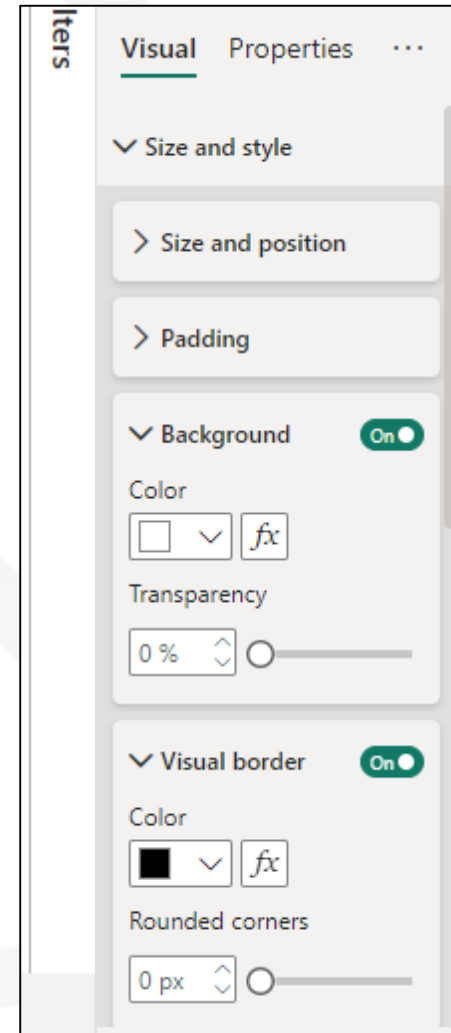 lters
Visual Properties ...
Size and style
Size and position
Padding
Background On
Color
fx
Transparency
0 %
Visual border On
Color
fx
Rounded corners
0 px